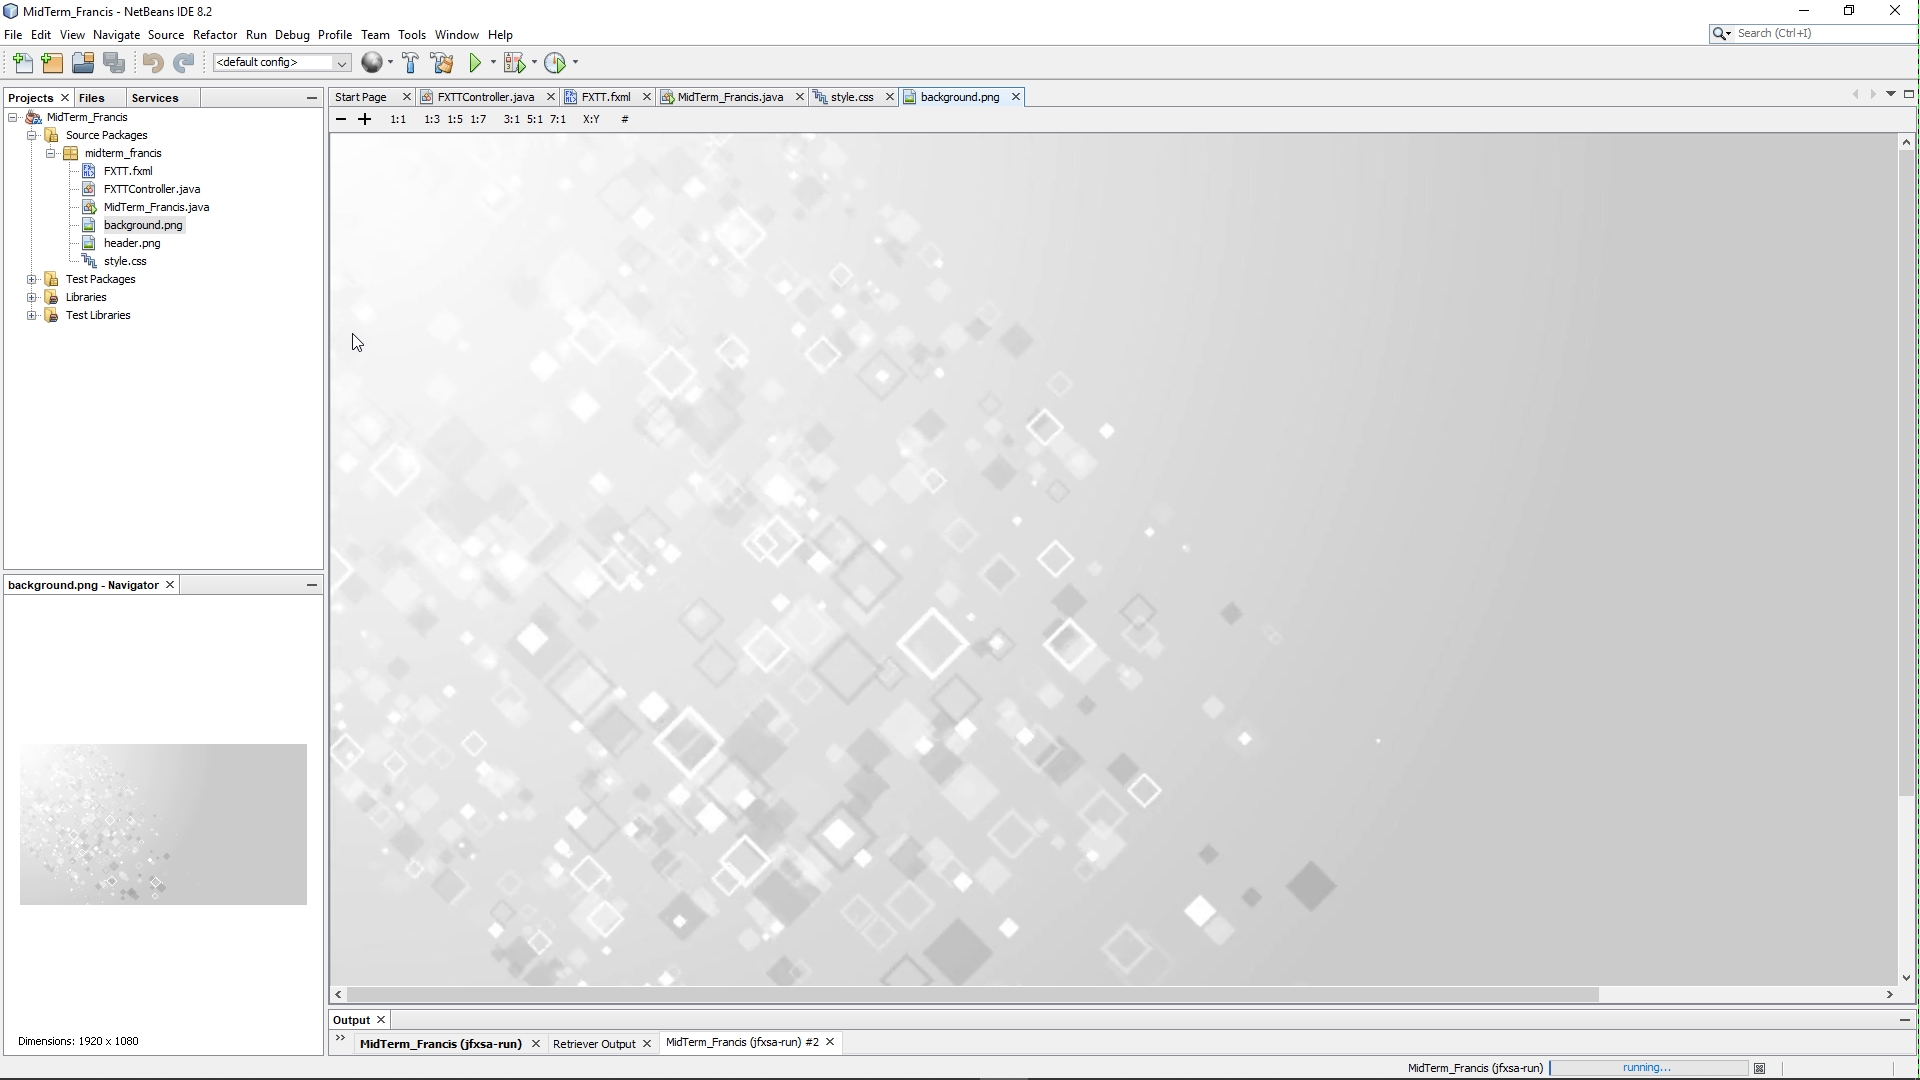 MidTerm_Francis - NetBeans IDE 8.2
File Edit View Navigate Source Refactor Run Debug Profile Team Tools Window Help
Search (Ctrl+I)
<default config>
Projects Files Services
Start Page FXTTController.java FXTT.fxml MidTerm_Francis.java style.css background.png
1:1 1:3 1:5 1:7 3:1 5:1 7:1 X:Y #
MidTerm_Francis
Source Packages
midterm_francis
FXTT.fxml
FXTTController.java
MidTerm_Francis.java
background.png
header.png
style.css
Test Packages
Libraries
Test Libraries
background.png - Navigator
Dimensions: 1920 x 1080
Output
MidTerm_Francis (jfxsa-run) Retriever Output MidTerm_Francis (jfxsa-run) #2
MidTerm_Francis (jfxsa-run) running...